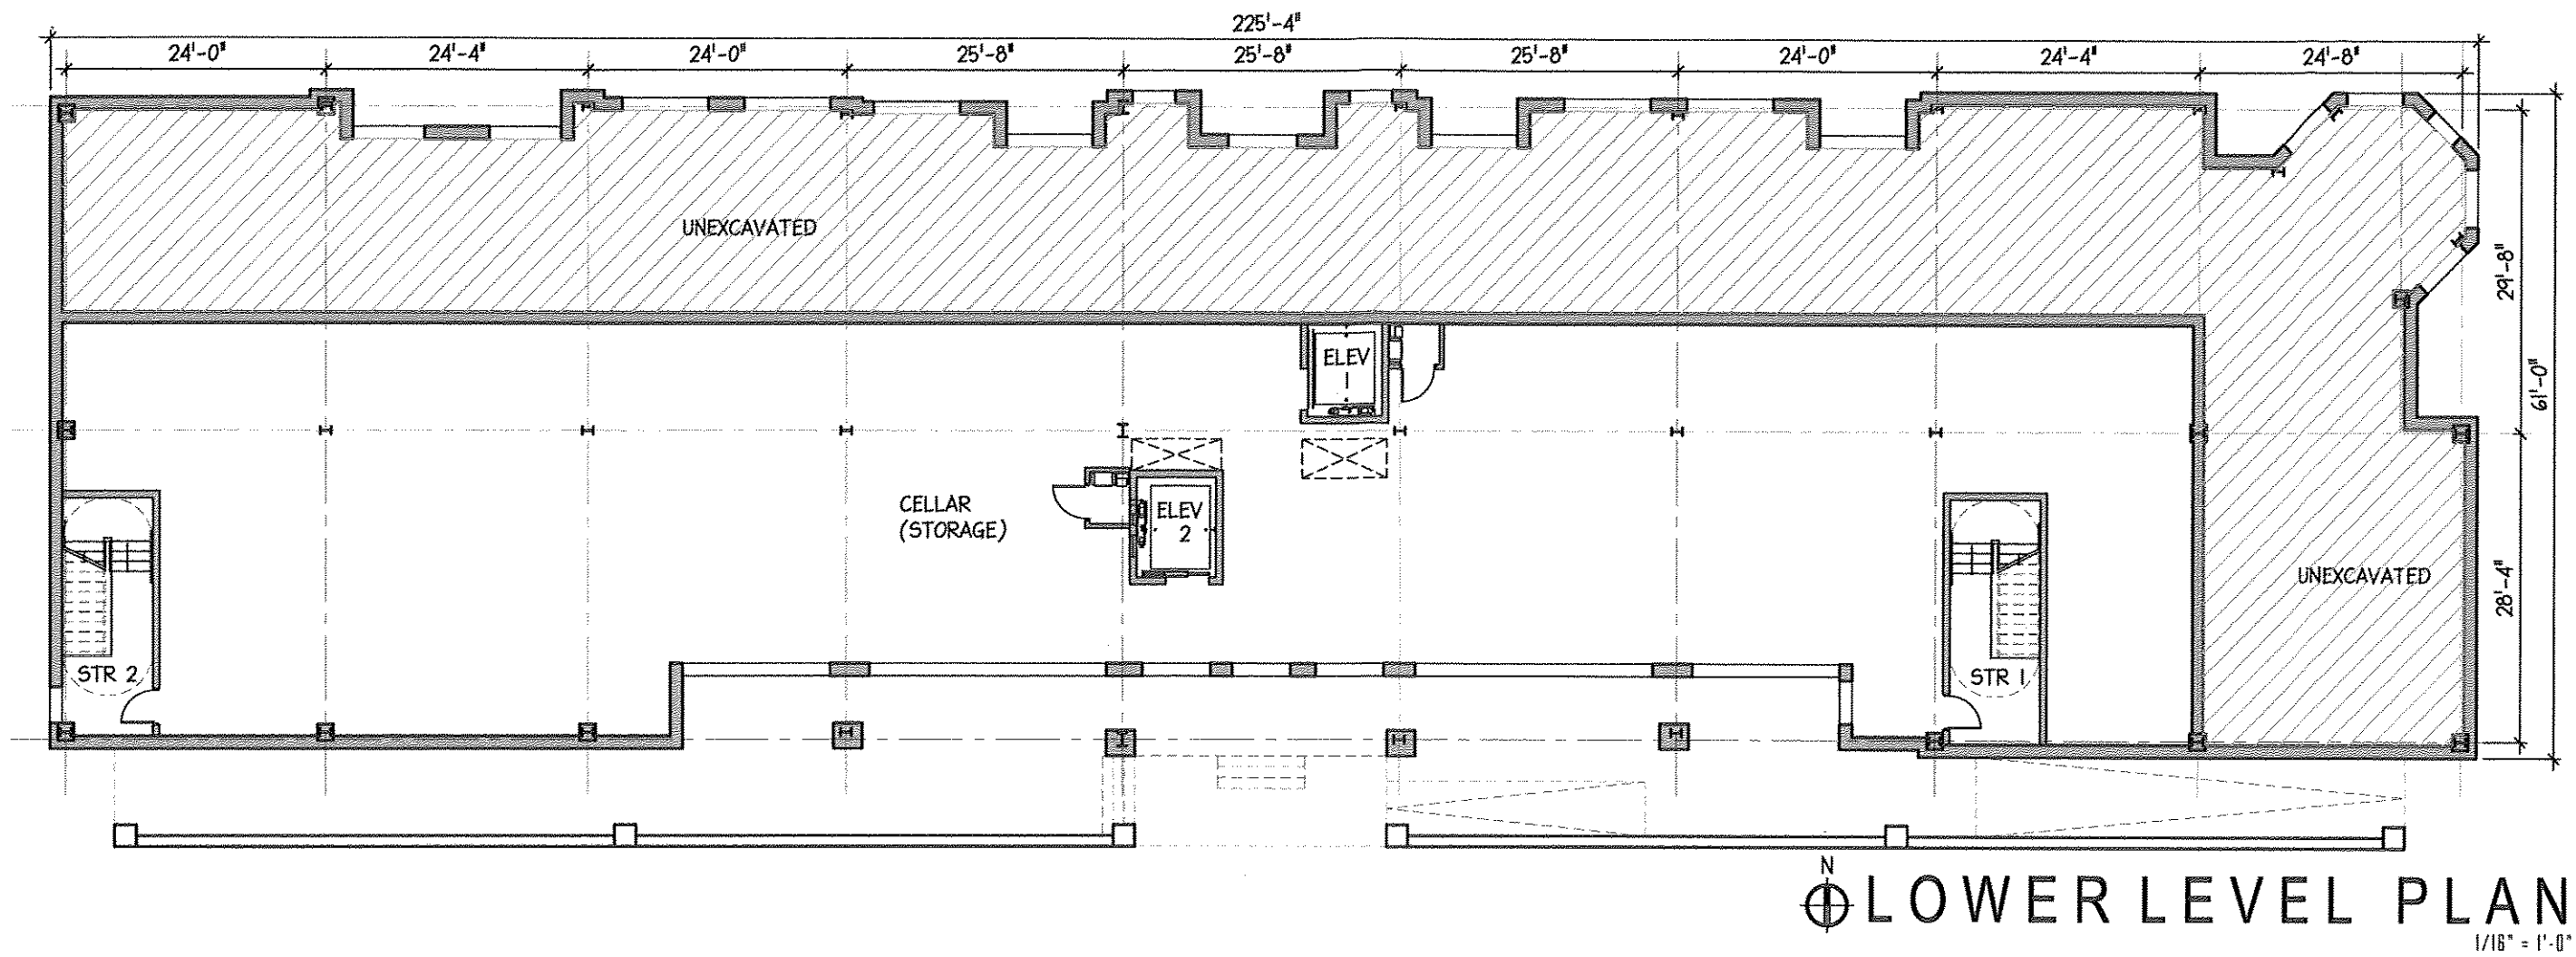 225'-4"
24'-0" 24'-4" 24'-0" 25'-8" 25'-8" 25'-8" 24'-0" 24'-4" 24'-8"
UNEXCAVATED
29'-8"
61'-0"
ELEV
1
CELLAR
(STORAGE)
ELEV
2
UNEXCAVATED
28'-4"
STR 2
STR 1
N
LOWER LEVEL PLAN
1/16" = 1'-0"